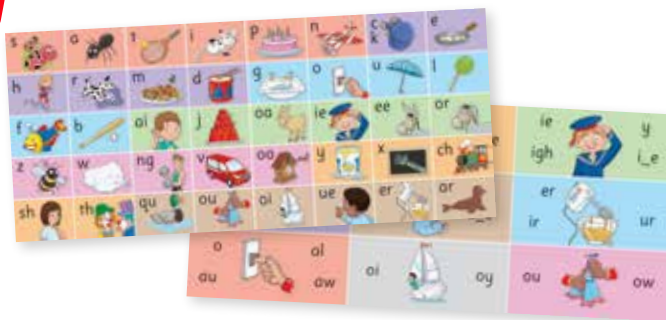 s a t i p n c k e
h r m d g o u l
f b ai j oa ie ee or
z w ng v oo y x ch
sh th qu ou oi ue er ar
ie y
igh i_e
er
ir ur
o al
au aw
oi oy
ou ow